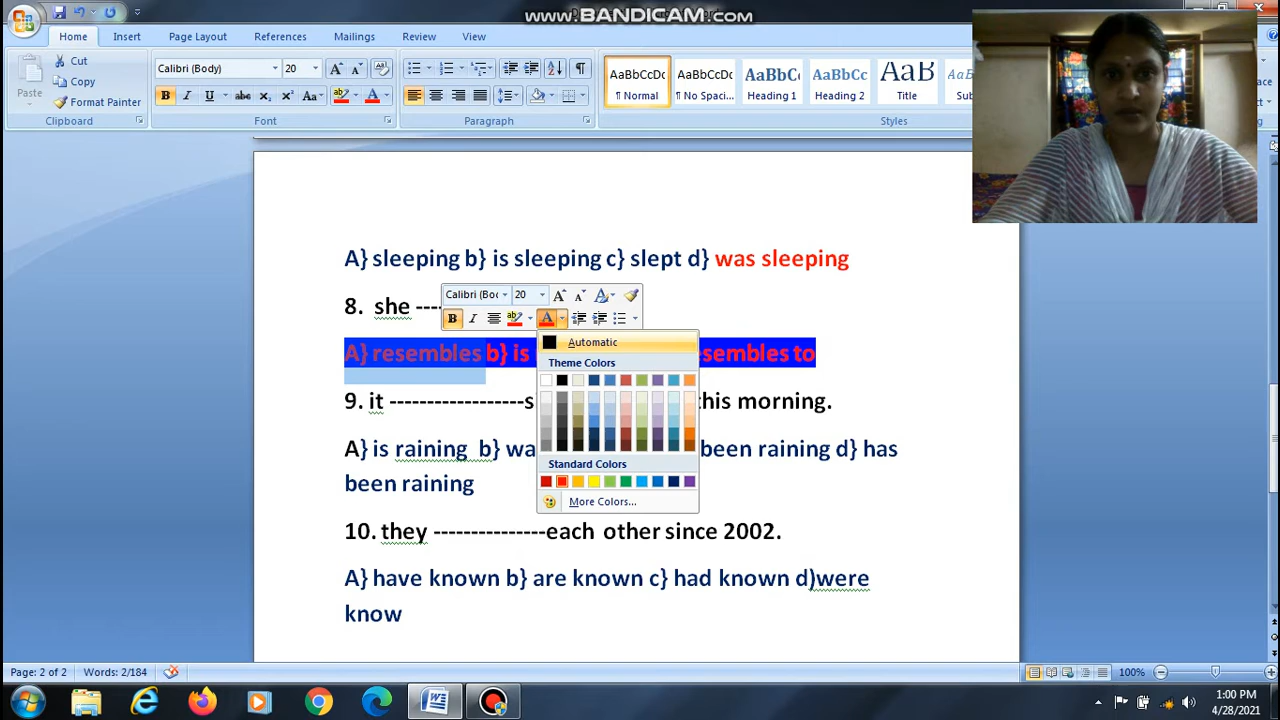 www.BANDICAM.com
Home Insert Page Layout References Mailings Review View
Paste Cut Copy Format Painter
Calibri (Body) 20
AaBbCcDc AaBbCcDc AaBbC AaBbCc AaB
¶ Normal ¶ No Spaci... Heading 1 Heading 2 Title
Clipboard Font Paragraph Styles
A} sleeping b} is sleeping c} slept d} was sleeping
Calibri (Boc 20
8. she ----
Automatic
A} resembles b} is sembles to
Theme Colors
9. it ------------------s this morning.
A} is raining b} wa been raining d} has
Standard Colors
been raining
More Colors...
10. they ---------------each other since 2002.
A} have known b} are known c} had known d)were
know
Page: 2 of 2 Words: 2/184 100%
1:00 PM
4/28/2021